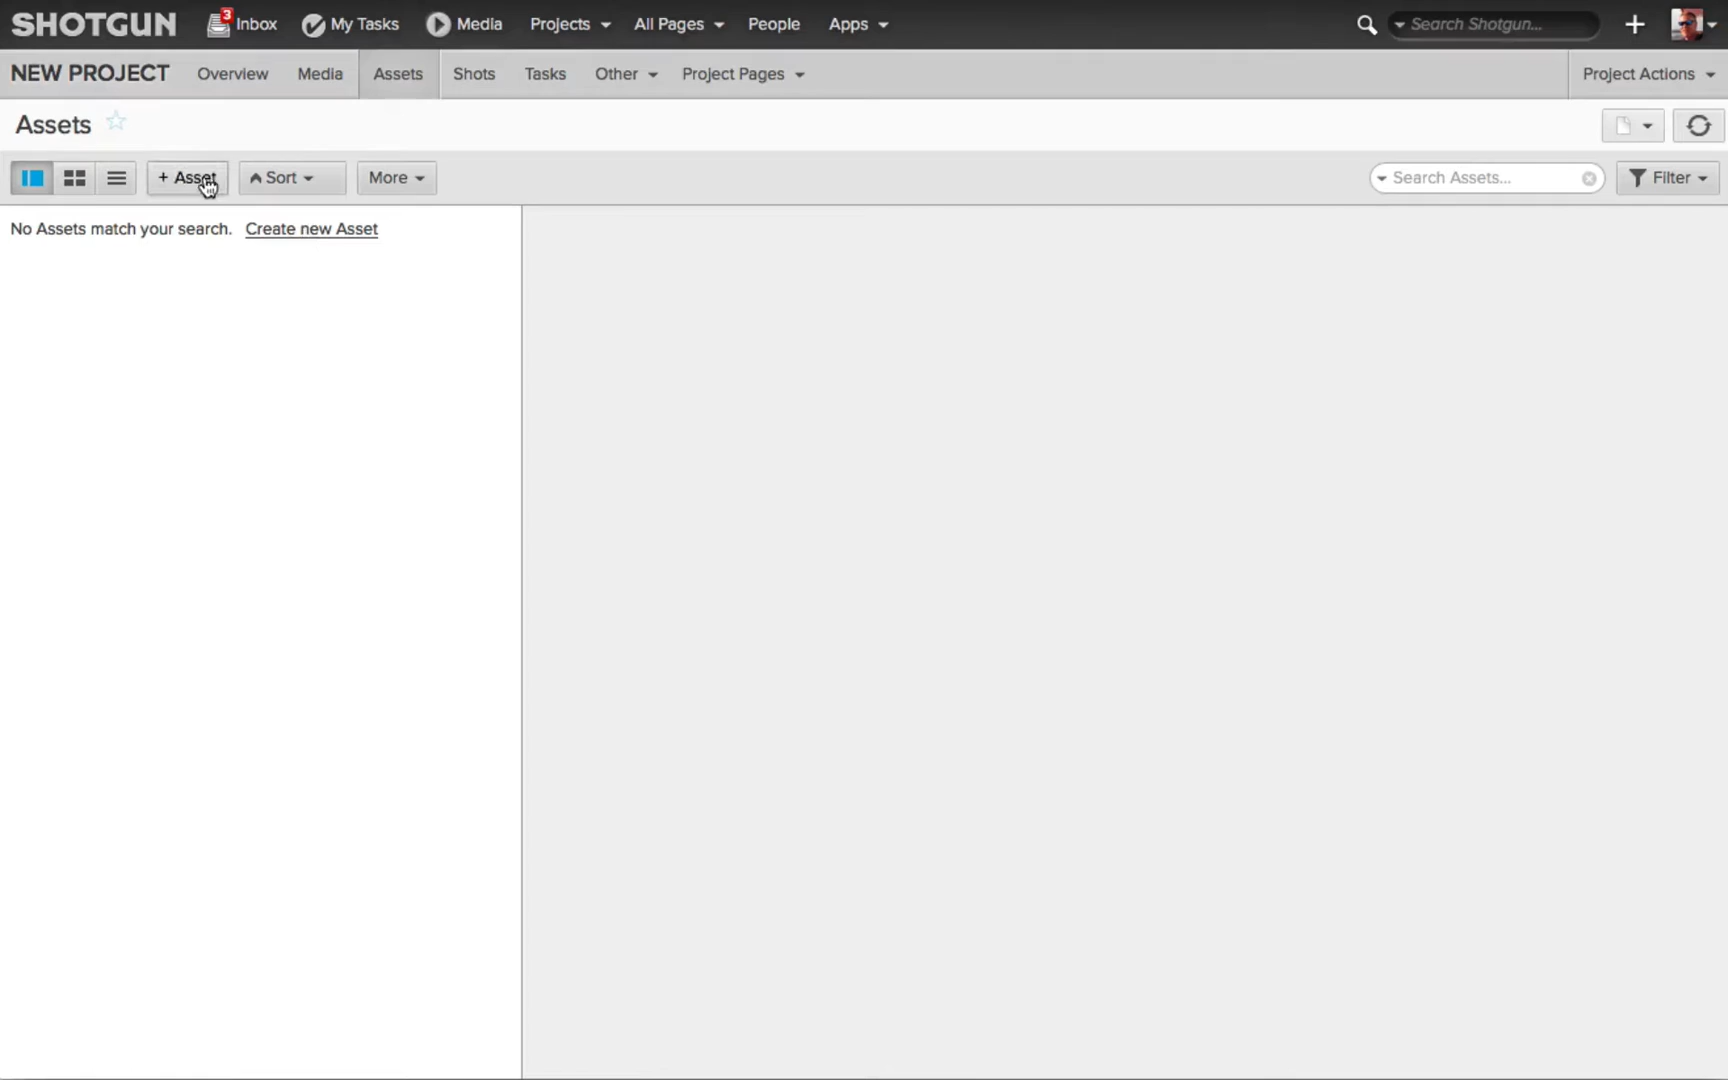 SHOTGUN 3 Inbox My Tasks Media Projects All Pages People Apps Search Shotgun...
NEW PROJECT Overview Media Assets Shots Tasks Other Project Pages Project Actions
Assets
+ Asset Sort More Search Assets... Filter
No Assets match your search. Create new Asset